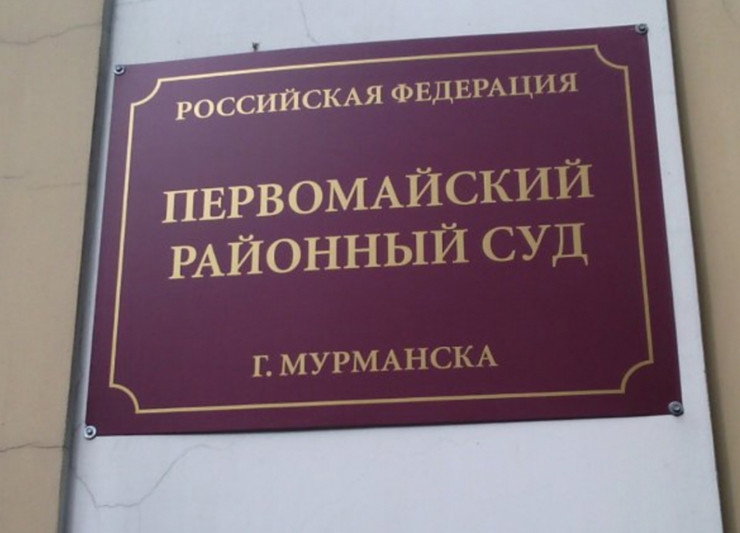 РОССИЙСКАЯ ФЕДЕРАЦИЯ
ПЕРВОМАЙСКИЙ
РАЙОННЫЙ СУД
Г. МУРМАНСКА